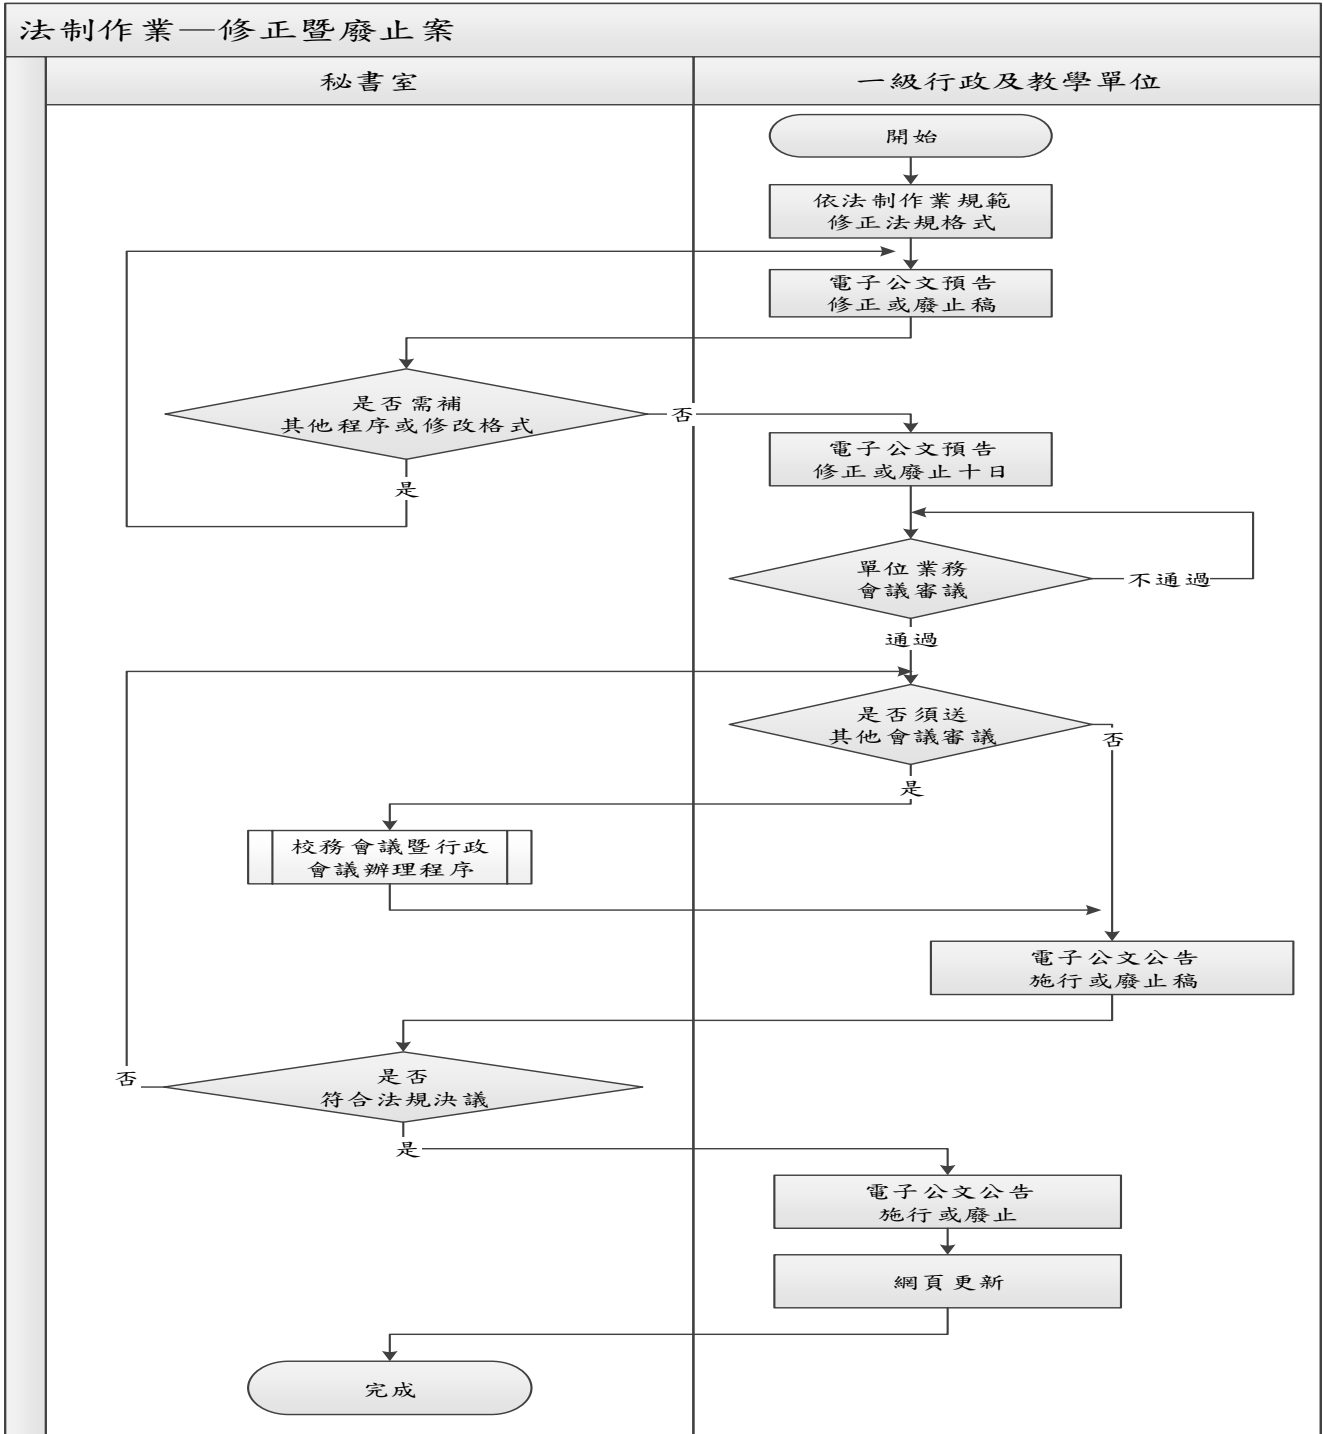 法制作業—修正暨廢止案
秘書室
一級行政及教學單位
開始
依法制作業規範
修正法規格式
電子公文預告
修正或廢止稿
是否需補
其他程序或修改格式
否
是
電子公文預告
修正或廢止十日
單位業務
會議審議
不通過
通過
是否須送
其他會議審議
否
是
校務會議暨行政
會議辦理程序
電子公文公告
施行或廢止稿
是否
符合法規決議
否
是
電子公文公告
施行或廢止
網頁更新
完成